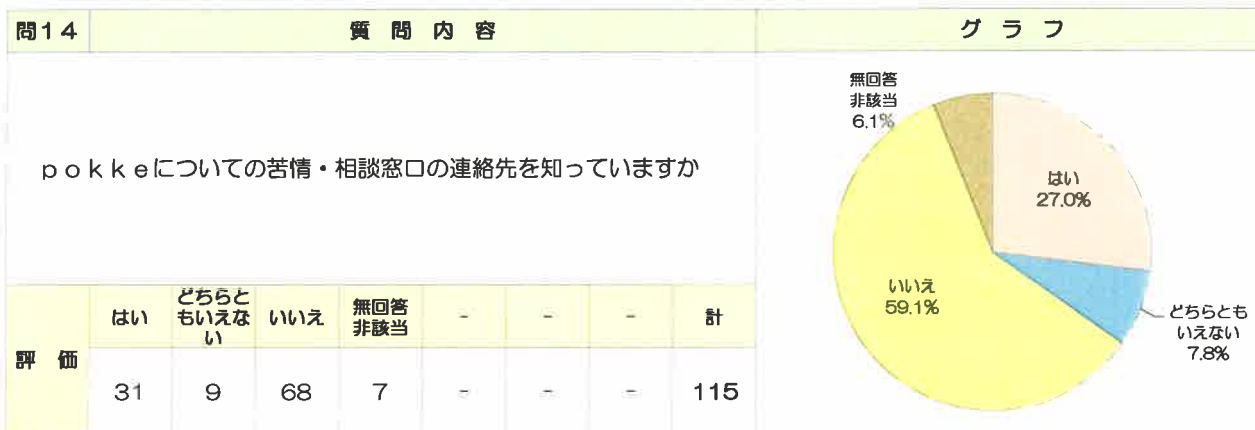 問14 質問内容 グラフ
pokkeについての苦情・相談窓口の連絡先を知っていますか
無回答
非該当
6.1%
はい
27.0%
いいえ
59.1%
どちらとも
いえない
7.8%
評価
はい どちらともいえない いいえ 無回答非該当 - - - 計
31 9 68 7 - - - 115